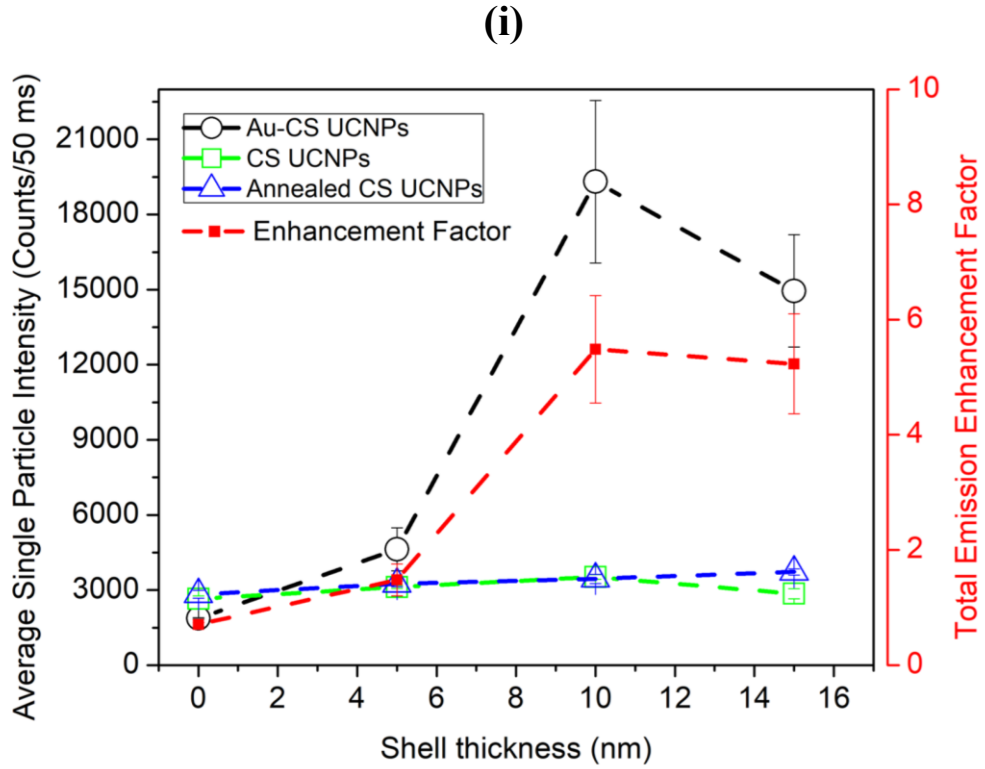 (i)
Average Single Particle Intensity (Counts/50 ms)
21000
18000
15000
12000
9000
6000
3000
0
Au-CS UCNPs
CS UCNPs
Annealed CS UCNPs
Enhancement Factor
10
8
6
4
2
0
Total Emission Enhancement Factor
0 2 4 6 8 10 12 14 16
Shell thickness (nm)